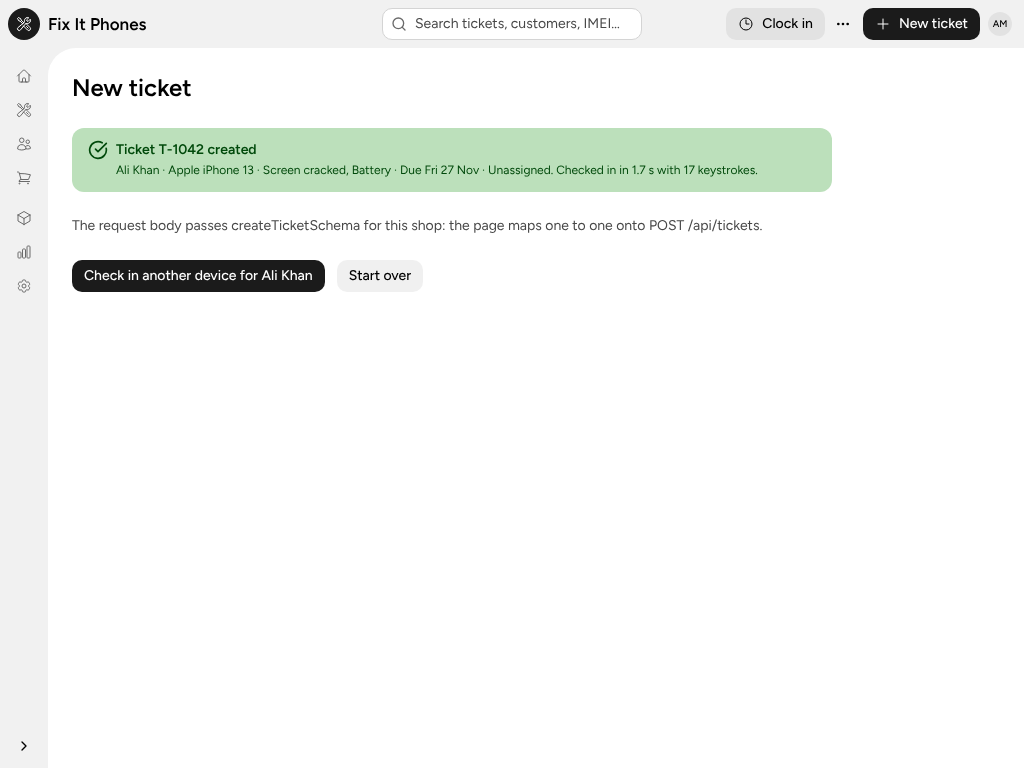 Fix It Phones
Search tickets, customers, IMEI...
Clock in
New ticket
AM
New ticket
Ticket T-1042 created
Ali Khan · Apple iPhone 13 · Screen cracked, Battery · Due Fri 27 Nov · Unassigned. Checked in in 1.7 s with 17 keystrokes.
The request body passes createTicketSchema for this shop: the page maps one to one onto POST /api/tickets.
Check in another device for Ali Khan
Start over